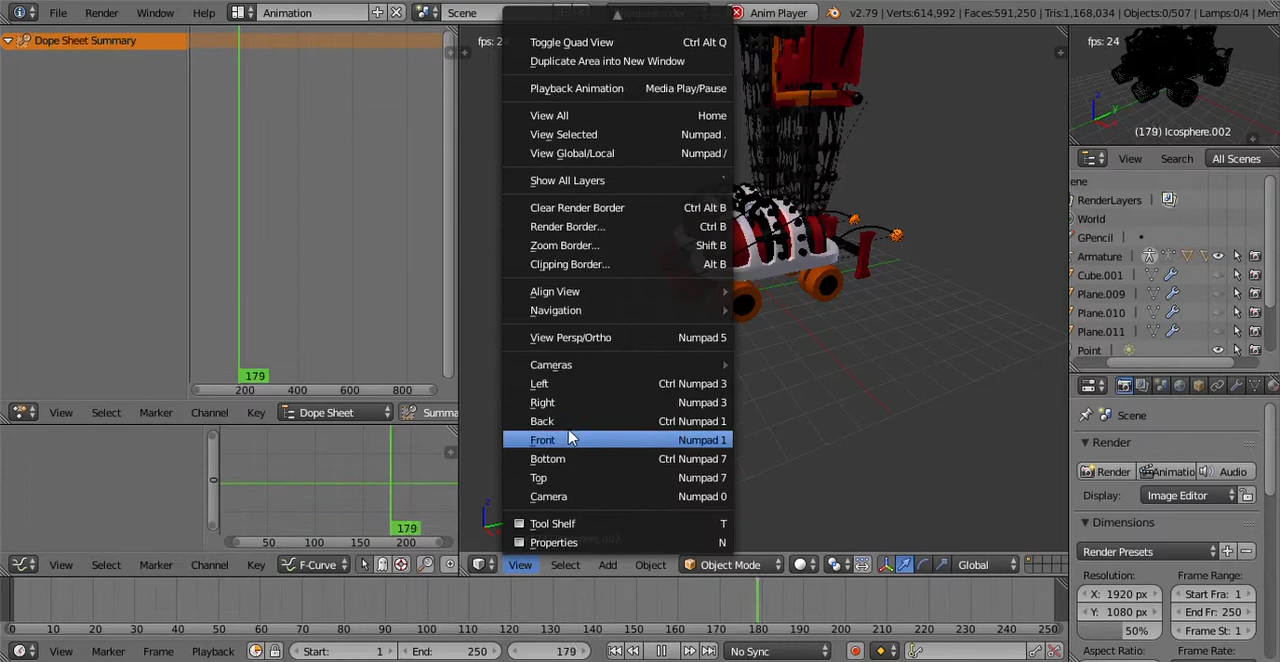 File Render Window Help Animation Scene Anim Player v2.79 | Verts:614,992 | Faces:591,250 | Tris:1,168,034 | Objects:0/507 | Lamps:0/4 |
Dope Sheet Summary
179
200 400 600 800
View Select Marker Channel Key Dope Sheet Summa
179
50 100 150 200
View Select Marker Channel Key F-Curve
Toggle Quad View Ctrl Alt Q
Duplicate Area into New Window
Playback Animation Media Play/Pause
View All Home
View Selected Numpad .
View Global/Local Numpad /
Show All Layers `
Clear Render Border Ctrl Alt B
Render Border... Ctrl B
Zoom Border... Shift B
Clipping Border... Alt B
Align View
Navigation
View Persp/Ortho Numpad 5
Cameras
Left Ctrl Numpad 3
Right Numpad 3
Back Ctrl Numpad 1
Front Numpad 1
Bottom Ctrl Numpad 7
Top Numpad 7
Camera Numpad 0
Tool Shelf T
Properties N
View Select Add Object Object Mode Global
fps: 24
(179) Icosphere.002
View Search All Scenes
ene
RenderLayers
World
GPencil
Armature
Cube.001
Plane.009
Plane.010
Plane.011
Point
Scene
Render
Render Animatio Audio
Display: Image Editor
Dimensions
Render Presets
Resolution: Frame Range:
X: 1920 px Start Fra: 1
Y: 1080 px End Fr: 250
50% Frame St: 1
Aspect Ratio:
0 10 20 30 40 50 60 70 80 90 100 110 120 130 140 150 160 170 180 190 200 210 220 230 240 250
View Marker Frame Playback Start: 1 End: 250 179 No Sync